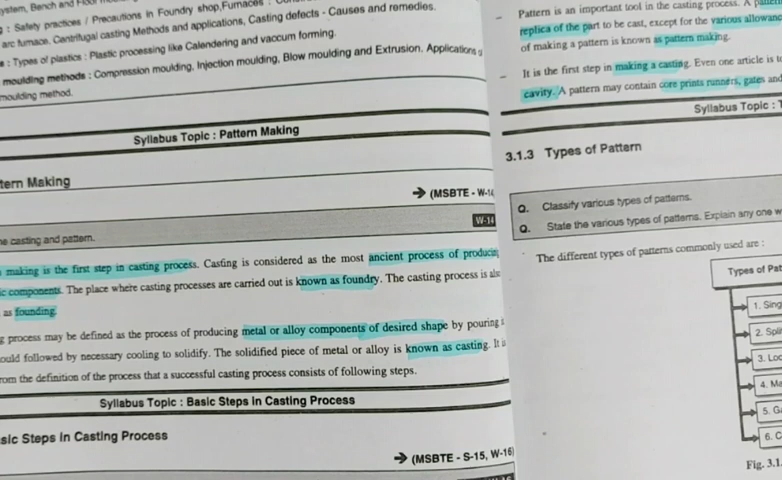 system, Bench and Floor
: Safety practices / Precautions in Foundry shop, Furnaces :
arc furnace. Centrifugal casting Methods and applications, Casting defects - Causes and remedies.
: Types of plastics : Plastic processing like Calendering and vaccum forming.
moulding methods : Compression moulding, Injection moulding, Blow moulding and Extrusion. Applications
moulding method.
Syllabus Topic : Pattern Making
tern Making
➔ (MSBTE - W-14
W-14
ne casting and pattern.
making is the first step in casting process. Casting is considered as the most ancient process of producing
ic components. The place where casting processes are carried out is known as foundry. The casting process is als
as founding.
g process may be defined as the process of producing metal or alloy components of desired shape by pouring i
ould followed by necessary cooling to solidify. The solidified piece of metal or alloy is known as casting. It is
rom the definition of the process that a successful casting process consists of following steps.
Syllabus Topic : Basic Steps in Casting Process
sic Steps in Casting Process
➔ (MSBTE - S-15, W-16)
– Pattern is an important tool in the casting process. A
replica of the part to be cast, except for the various allowan
of making a pattern is known as pattern making.
– It is the first step in making a casting. Even one article is to
cavity. A pattern may contain core prints runners, gates and
Syllabus Topic : T
3.1.3 Types of Pattern
Q. Classify various types of patterns.
Q. State the various types of patterns. Explain any one w
The different types of patterns commonly used are :
Types of Pat
1. Sing
2. Spli
3. Loo
4. Ma
5. Ga
6. C
Fig. 3.1.